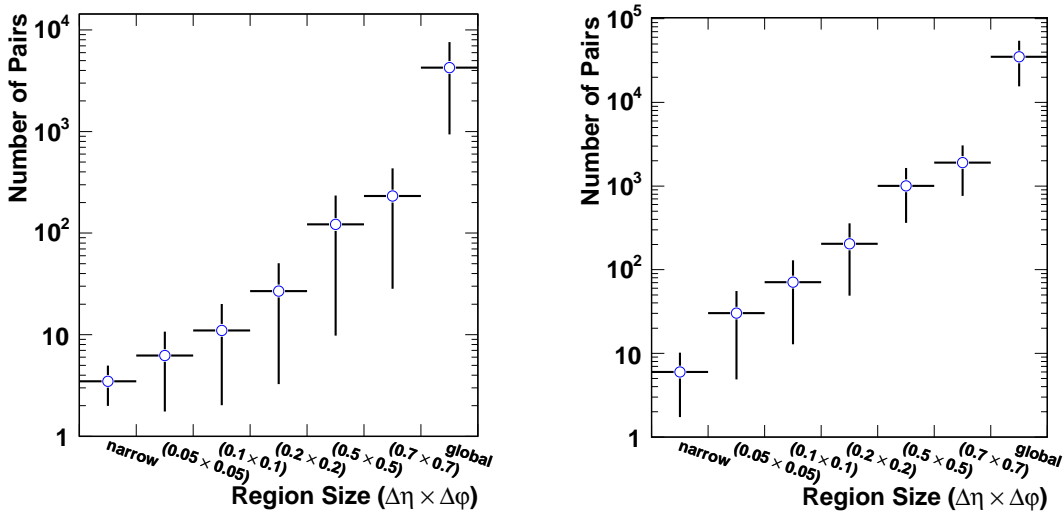 Number of Pairs
10⁴
10³
10²
10
1
narrow
(0.05 × 0.05)
(0.1 × 0.1)
(0.2 × 0.2)
(0.5 × 0.5)
(0.7 × 0.7)
global
Region Size (Δη × Δφ)
Number of Pairs
10⁵
10⁴
10³
10²
10
1
narrow
(0.05 × 0.05)
(0.1 × 0.1)
(0.2 × 0.2)
(0.5 × 0.5)
(0.7 × 0.7)
global
Region Size (Δη × Δφ)